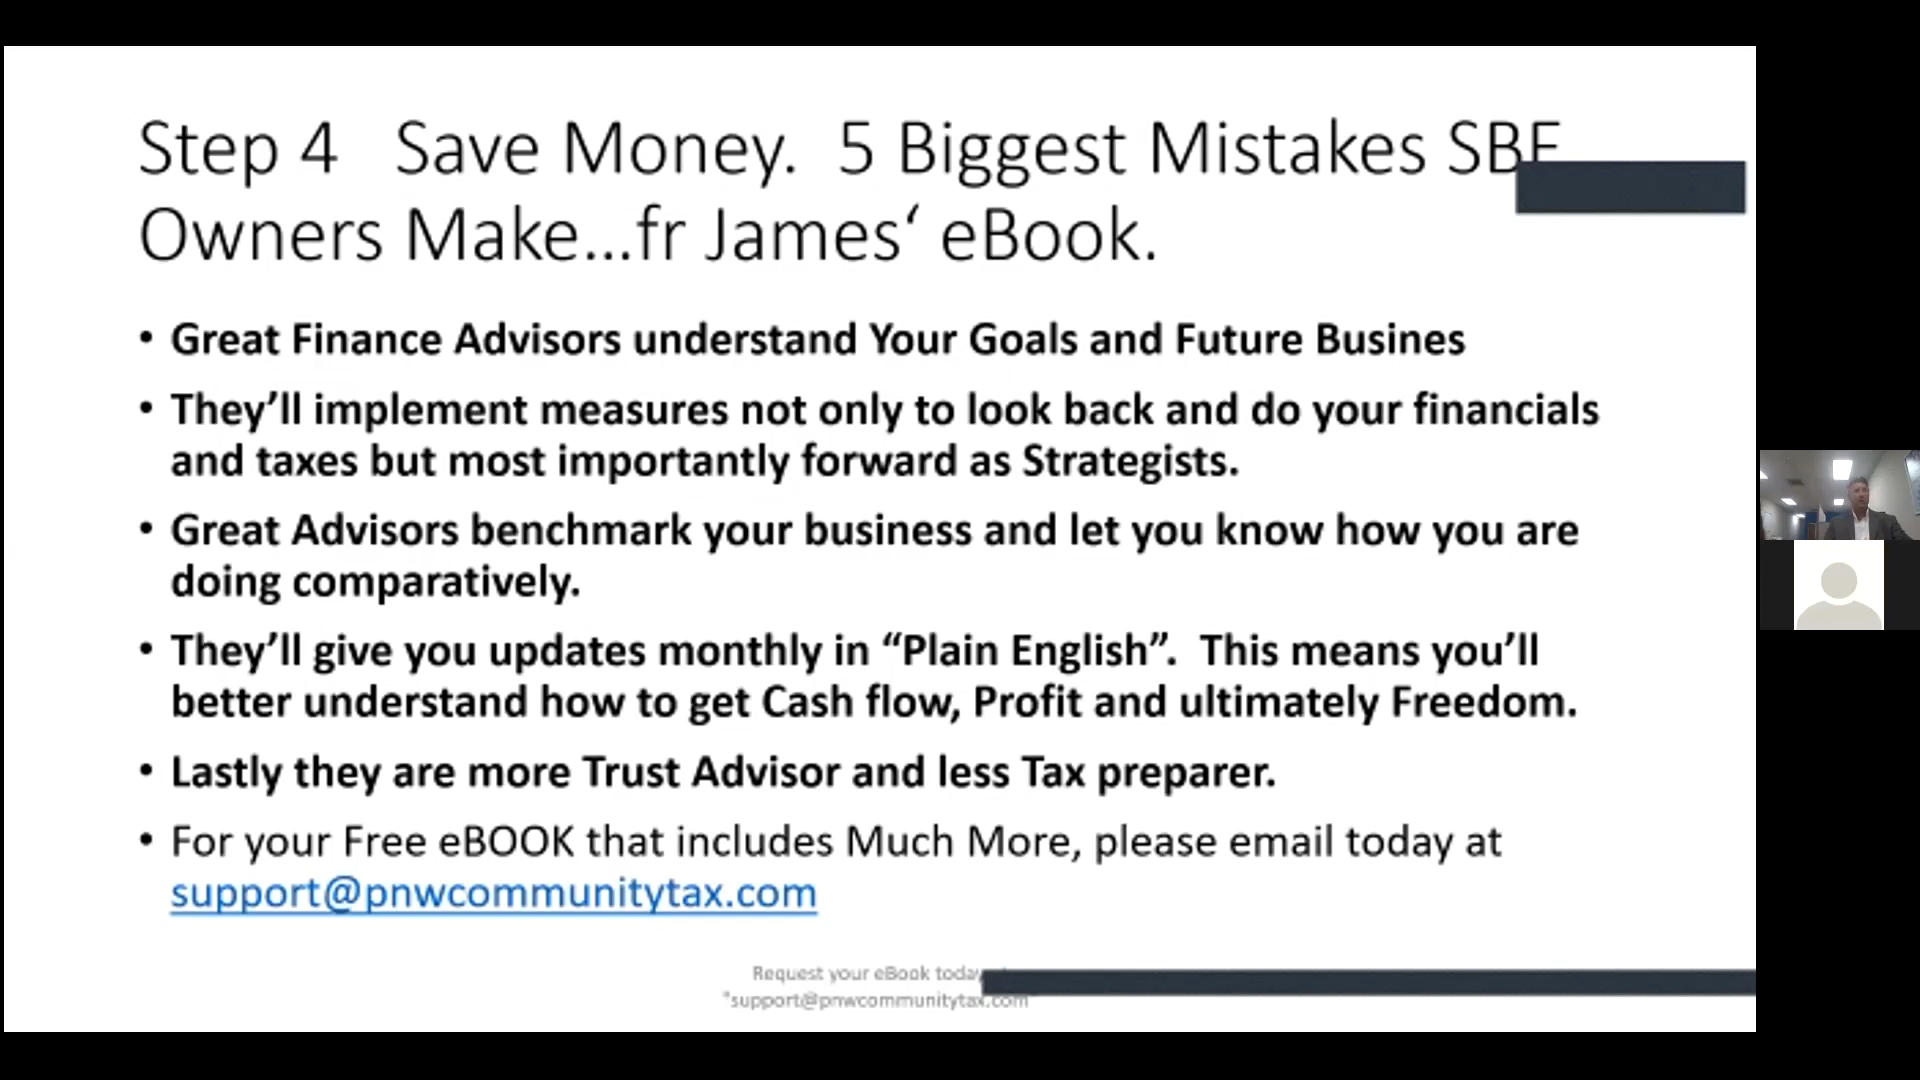 Step 4   Save Money.  5 Biggest Mistakes SBE
Owners Make...fr James‘ eBook.
• Great Finance Advisors understand Your Goals and Future Busines
• They’ll implement measures not only to look back and do your financials
and taxes but most importantly forward as Strategists.
• Great Advisors benchmark your business and let you know how you are
doing comparatively.
• They’ll give you updates monthly in “Plain English”.  This means you’ll
better understand how to get Cash flow, Profit and ultimately Freedom.
• Lastly they are more Trust Advisor and less Tax preparer.
• For your Free eBOOK that includes Much More, please email today at
support@pnwcommunitytax.com
Request your eBook today
"support@pnwcommunitytax.com